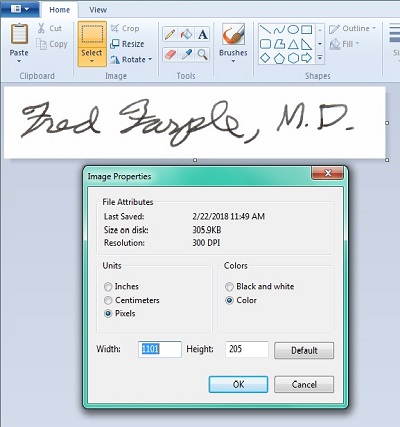 Home View
Paste
Cut
Copy
Clipboard
Select
Crop
Resize
Rotate
Image
A
Tools
Brushes
Outline
Fill
Shapes
Fred Farple, M.D.
Image Properties
File Attributes
Last Saved: 2/22/2018 11:49 AM
Size on disk: 305.9KB
Resolution: 300 DPI
Units
Inches
Centimeters
Pixels
Colors
Black and white
Color
Width: 1101 Height: 205 Default
OK Cancel